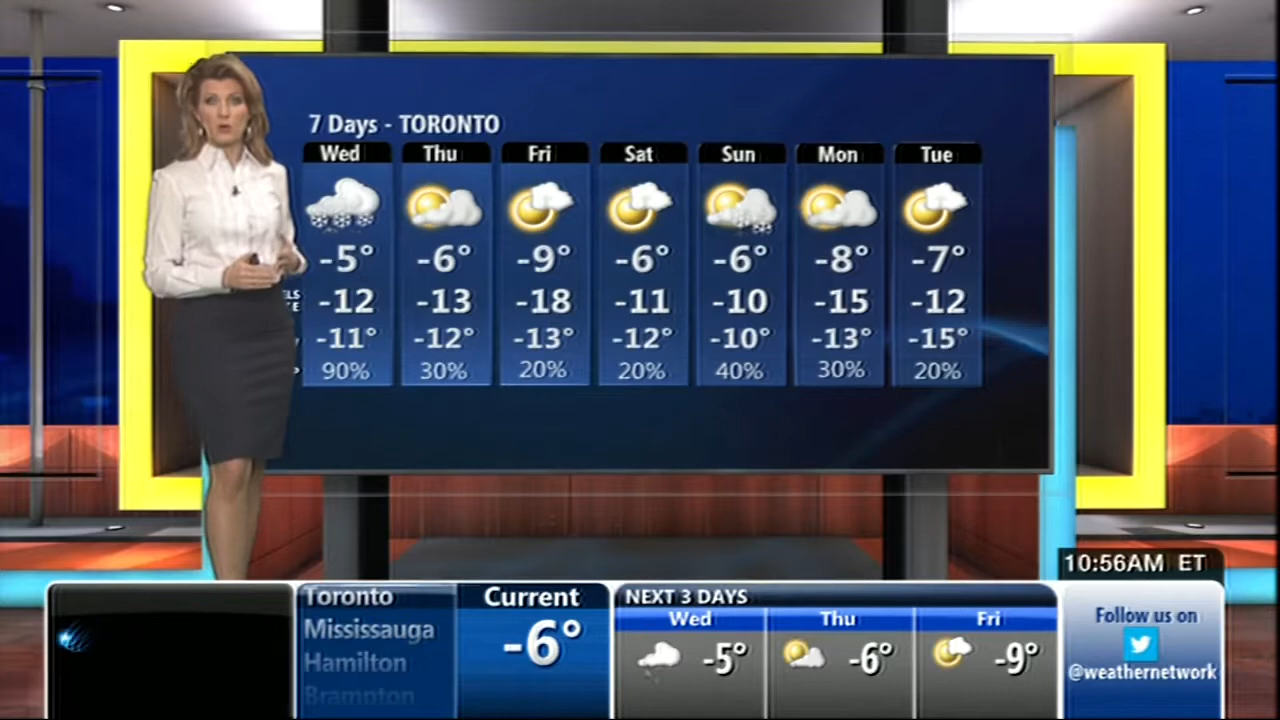 7 Days - TORONTO
Wed Thu Fri Sat Sun Mon Tue
-5° -6° -9° -6° -6° -8° -7°
-12 -13 -18 -11 -10 -15 -12
-11° -12° -13° -12° -10° -13° -15°
90% 30% 20% 20% 40% 30% 20%
10:56AM ET
Toronto
Mississauga
Hamilton
Brampton
Current
-6°
NEXT 3 DAYS
Wed Thu Fri
-5° -6° -9°
Follow us on
@weathernetwork